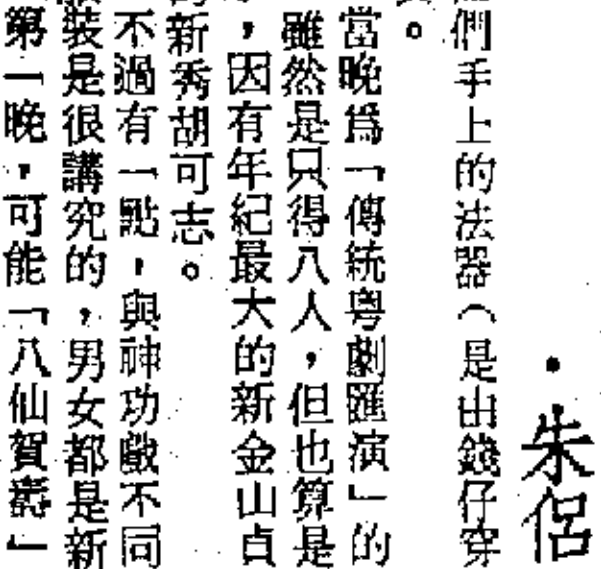 ・朱侶
們手上的法器（是由錢仔穿
。
當晚爲「傳統粤劇匯演」的
雖然是只得八人，但也算是
，因有年紀最大的新金山貞
的新秀胡可志。
不過有一點，與神功戲不同
裝是很講究的，男女都是新
第一晚，可能「八仙賀壽」